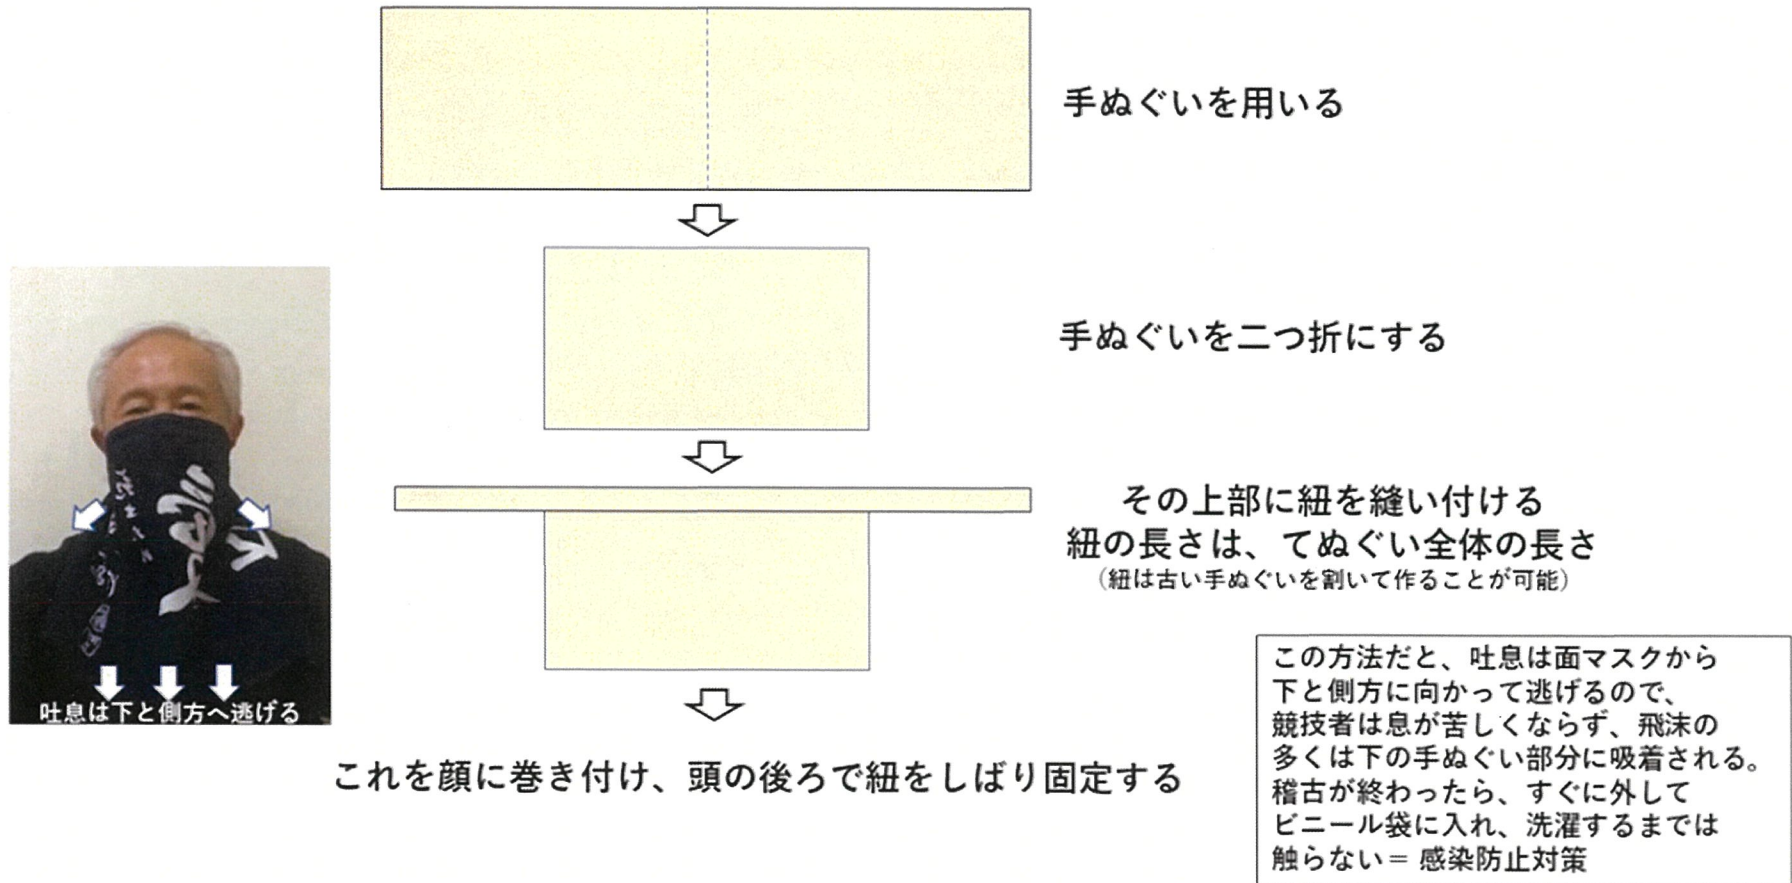 手ぬぐいを用いる
手ぬぐいを二つ折にする
その上部に紐を縫い付ける
紐の長さは、てぬぐい全体の長さ
（紐は古い手ぬぐいを割いて作ることが可能）
吐息は下と側方へ逃げる
これを顔に巻き付け、頭の後ろで紐をしばり固定する
この方法だと、吐息は面マスクから
下と側方に向かって逃げるので、
競技者は息が苦しくならず、飛沫の
多くは下の手ぬぐい部分に吸着される。
稽古が終わったら、すぐに外して
ビニール袋に入れ、洗濯するまでは
触らない＝ 感染防止対策